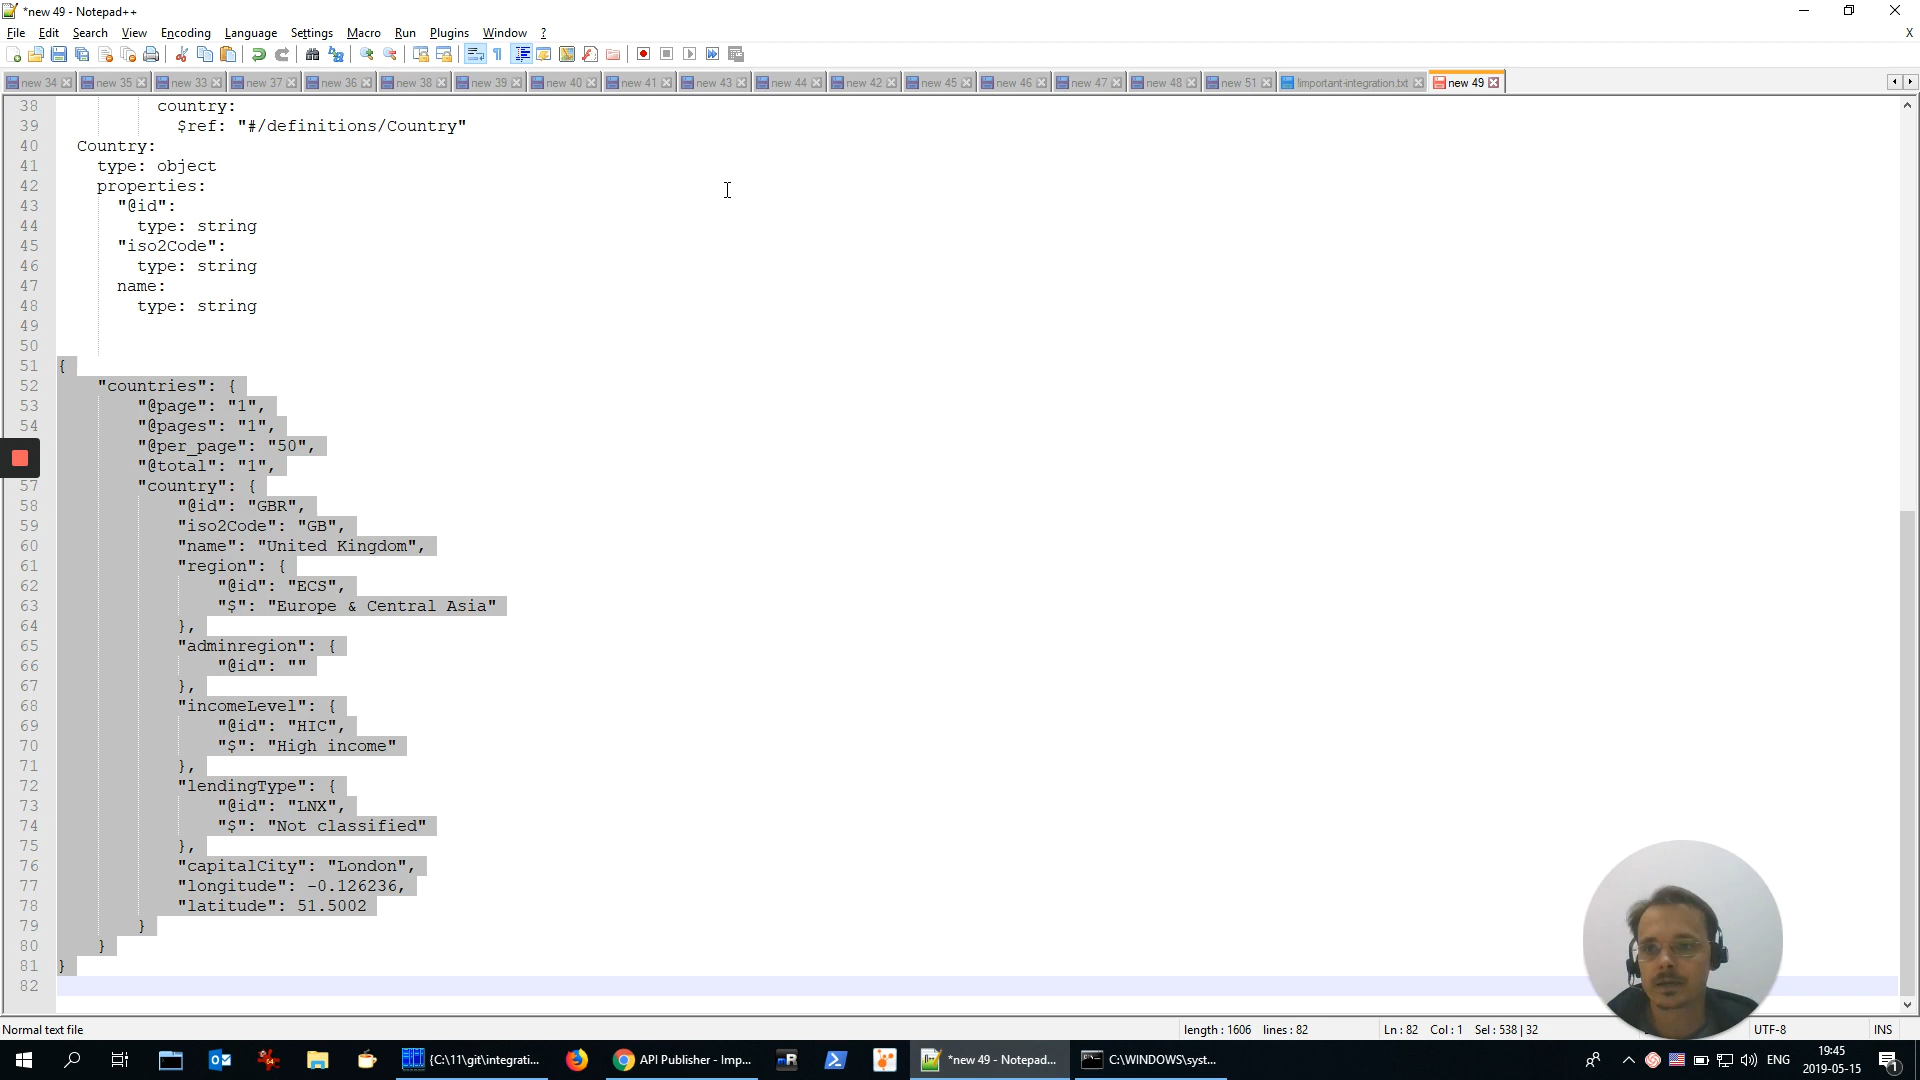 *new 49 - Notepad++
File Edit Search View Encoding Language Settings Macro Run Plugins Window ? X
new 34 new 35 new 33 new 37 new 36 new 38 new 39 new 40 new 41 new 43 new 44 new 42 new 45 new 46 new 47 new 48 new 51 !important-integration.txt new 49
38 country:
39 $ref: "#/definitions/Country"
40 Country:
41 type: object
42 properties:
43 "@id":
44 type: string
45 "iso2Code":
46 type: string
47 name:
48 type: string
49
50
51 {
52 "countries": {
53 "@page": "1",
54 "@pages": "1",
"@per_page": "50",
"@total": "1",
57 "country": {
58 "@id": "GBR",
59 "iso2Code": "GB",
60 "name": "United Kingdom",
61 "region": {
62 "@id": "ECS",
63 "$": "Europe & Central Asia"
64 },
65 "adminregion": {
66 "@id": ""
67 },
68 "incomeLevel": {
69 "@id": "HIC",
70 "$": "High income"
71 },
72 "lendingType": {
73 "@id": "LNX",
74 "$": "Not classified"
75 },
76 "capitalCity": "London",
77 "longitude": -0.126236,
78 "latitude": 51.5002
79 }
80 }
81 }
82
Normal text file length : 1606 lines : 82 Ln : 82 Col : 1 Sel : 538 | 32 UTF-8 INS
{C:\11\git\integrati... API Publisher - Imp... *new 49 - Notepad... C:\WINDOWS\syst... ENG 19:45
2019-05-15 1